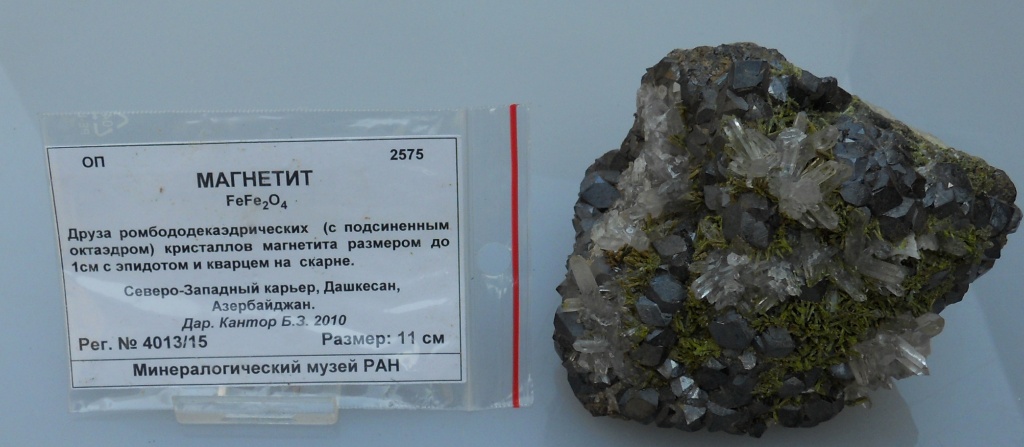 ОП 2575
МАГНЕТИТ
FeFe₂O₄
Друза ромбододекаэдрических (с подсиненным
октаэдром) кристаллов магнетита размером до
1см с эпидотом и кварцем на скарне.
Северо-Западный карьер, Дашкесан,
Азербайджан.
Дар. Кантор Б.З. 2010
Рег. № 4013/15 Размер: 11 см
Минералогический музей РАН